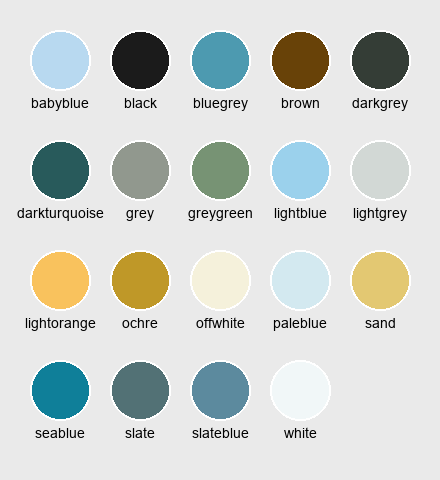 babyblue black bluegrey brown darkgrey
darkturquoise grey greygreen lightblue lightgrey
lightorange ochre offwhite paleblue sand
seablue slate slateblue white